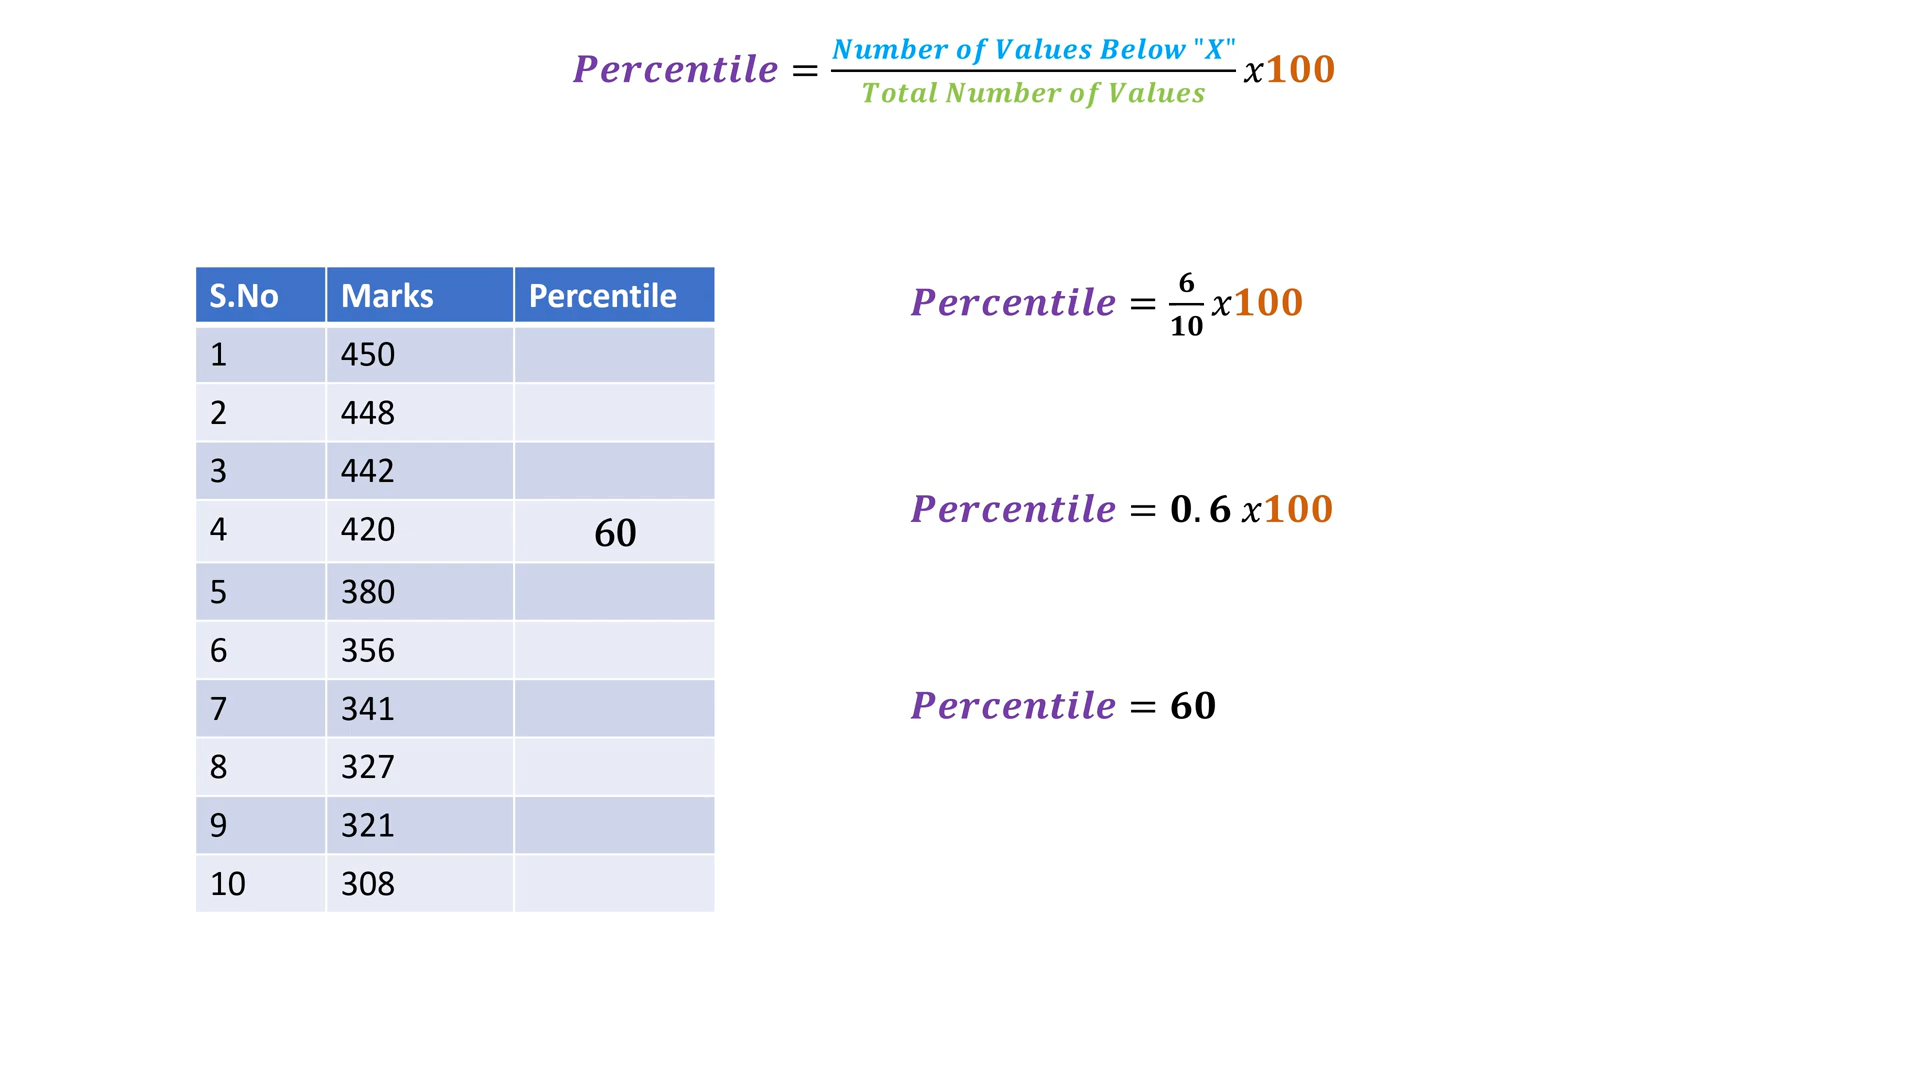 Percentile = Number of Values Below "X" / Total Number of Values x100
S.No Marks Percentile
1 450
2 448
3 442
4 420 60
5 380
6 356
7 341
8 327
9 321
10 308
Percentile = 6/10 x100
Percentile = 0.6 x100
Percentile = 60